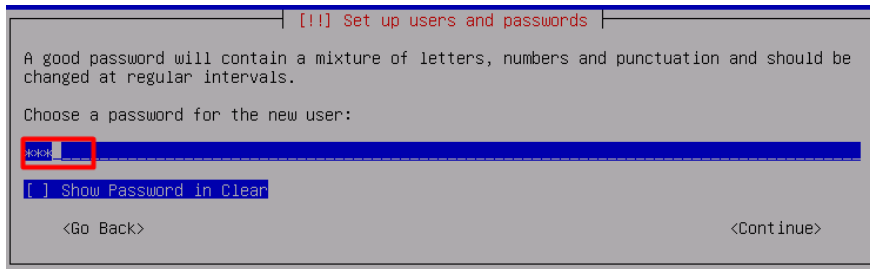 [!!] Set up users and passwords
A good password will contain a mixture of letters, numbers and punctuation and should be
changed at regular intervals.
Choose a password for the new user:
***
[ ] Show Password in Clear
<Go Back> <Continue>